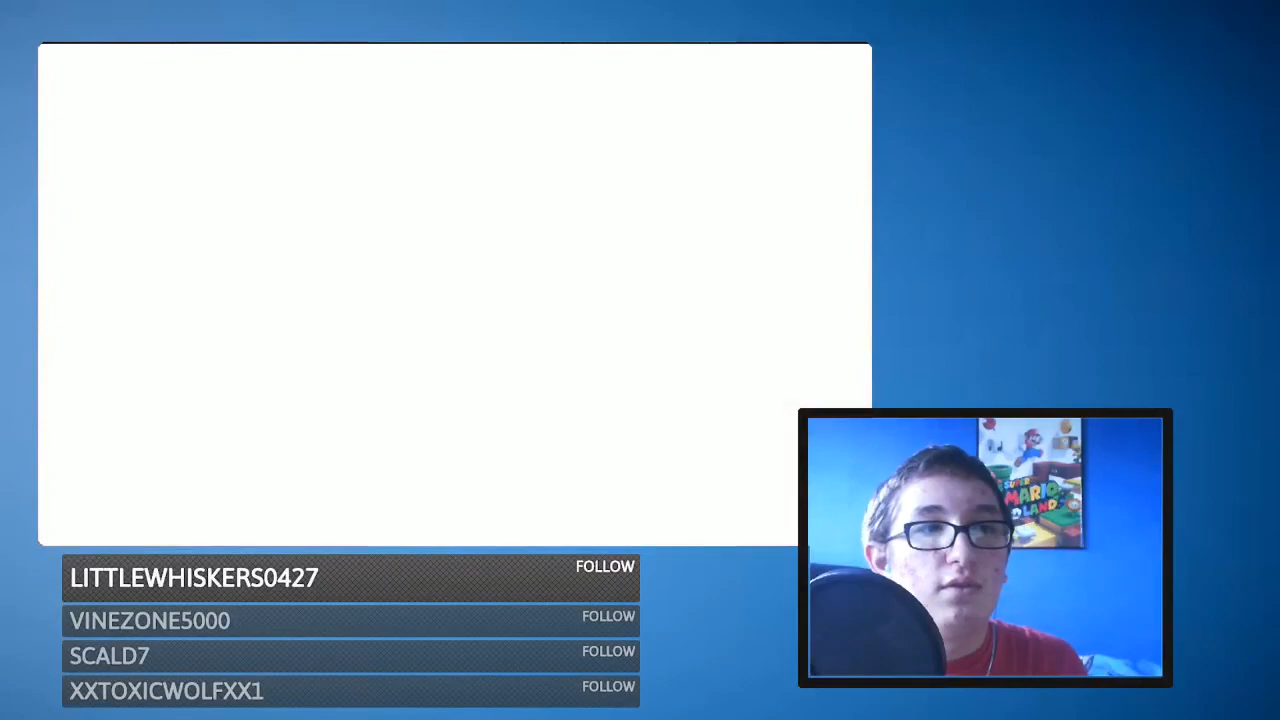 SUPER
MARIO
LAND
LITTLEWHISKERS0427 FOLLOW
VINEZONE5000 FOLLOW
SCALD7 FOLLOW
XXTOXICWOLFXX1 FOLLOW